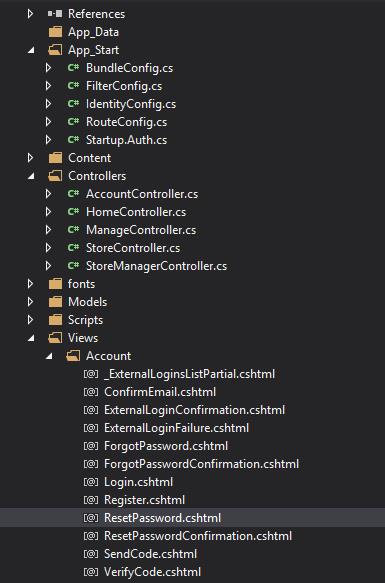 References
App_Data
App_Start
C# BundleConfig.cs
C# FilterConfig.cs
C# IdentityConfig.cs
C# RouteConfig.cs
C# Startup.Auth.cs
Content
Controllers
C# AccountController.cs
C# HomeController.cs
C# ManageController.cs
C# StoreController.cs
C# StoreManagerController.cs
fonts
Models
Scripts
Views
Account
[@] _ExternalLoginsListPartial.cshtml
[@] ConfirmEmail.cshtml
[@] ExternalLoginConfirmation.cshtml
[@] ExternalLoginFailure.cshtml
[@] ForgotPassword.cshtml
[@] ForgotPasswordConfirmation.cshtml
[@] Login.cshtml
[@] Register.cshtml
[@] ResetPassword.cshtml
[@] ResetPasswordConfirmation.cshtml
[@] SendCode.cshtml
[@] VerifyCode.cshtml